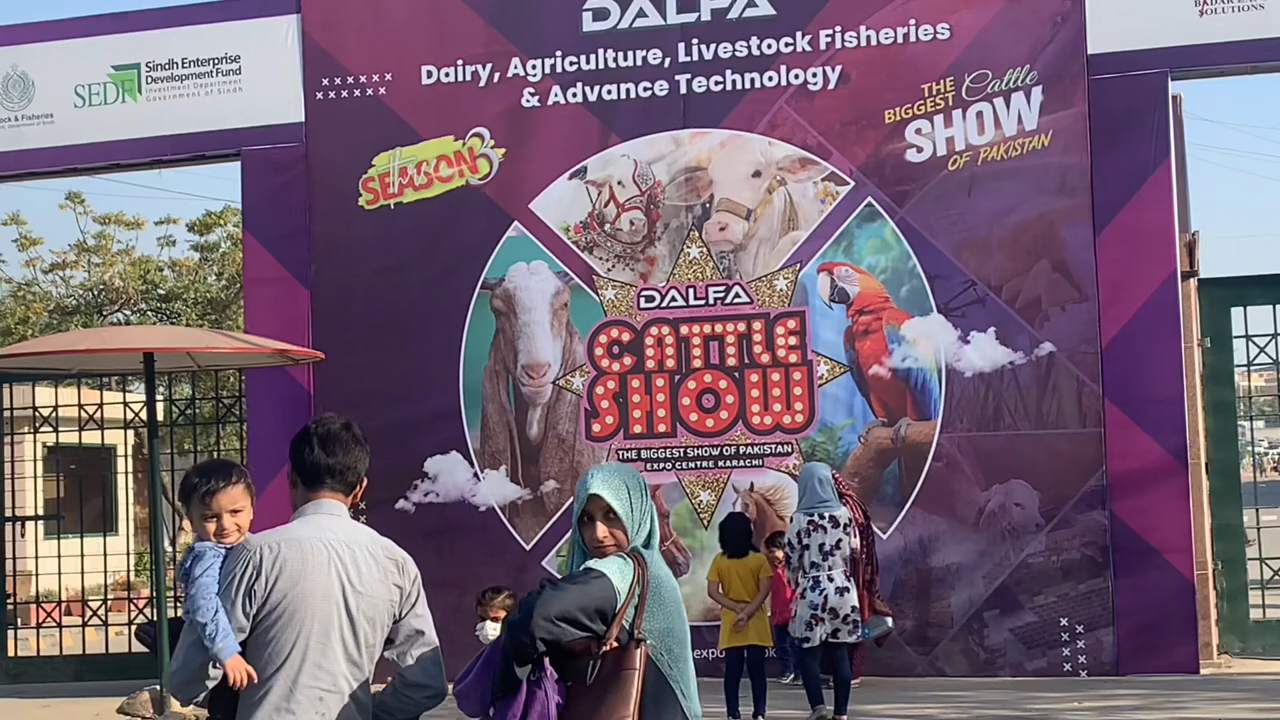 DALFA
Dairy, Agriculture, Livestock Fisheries
& Advance Technology
SEDF
Sindh Enterprise
Development Fund
Investment Department
Government of Sindh
ock & Fisheries
SOLUTIONS
THE
BIGGEST Cattle
SHOW
OF PAKISTAN
SEASON 3
DALFA
CATTLE
SHOW
THE BIGGEST SHOW OF PAKISTAN
EXPO CENTRE KARACHI